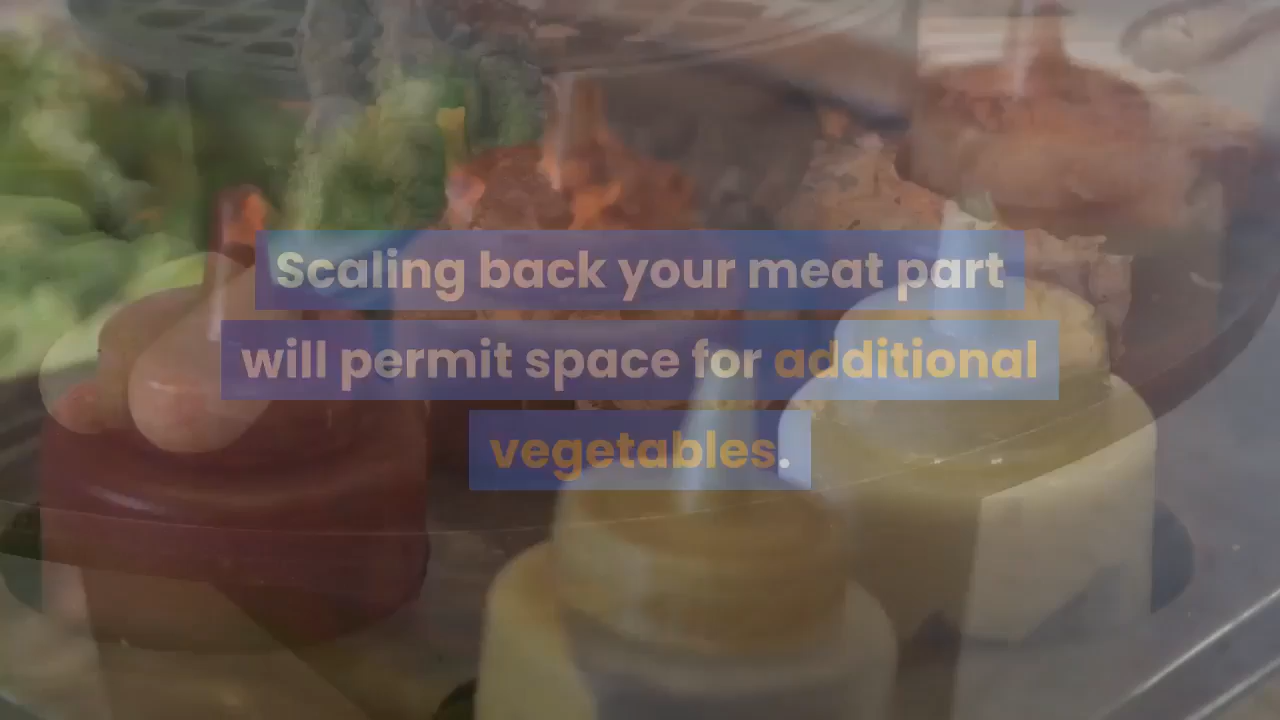 Scaling back your meat part
will permit space for additional
vegetables.